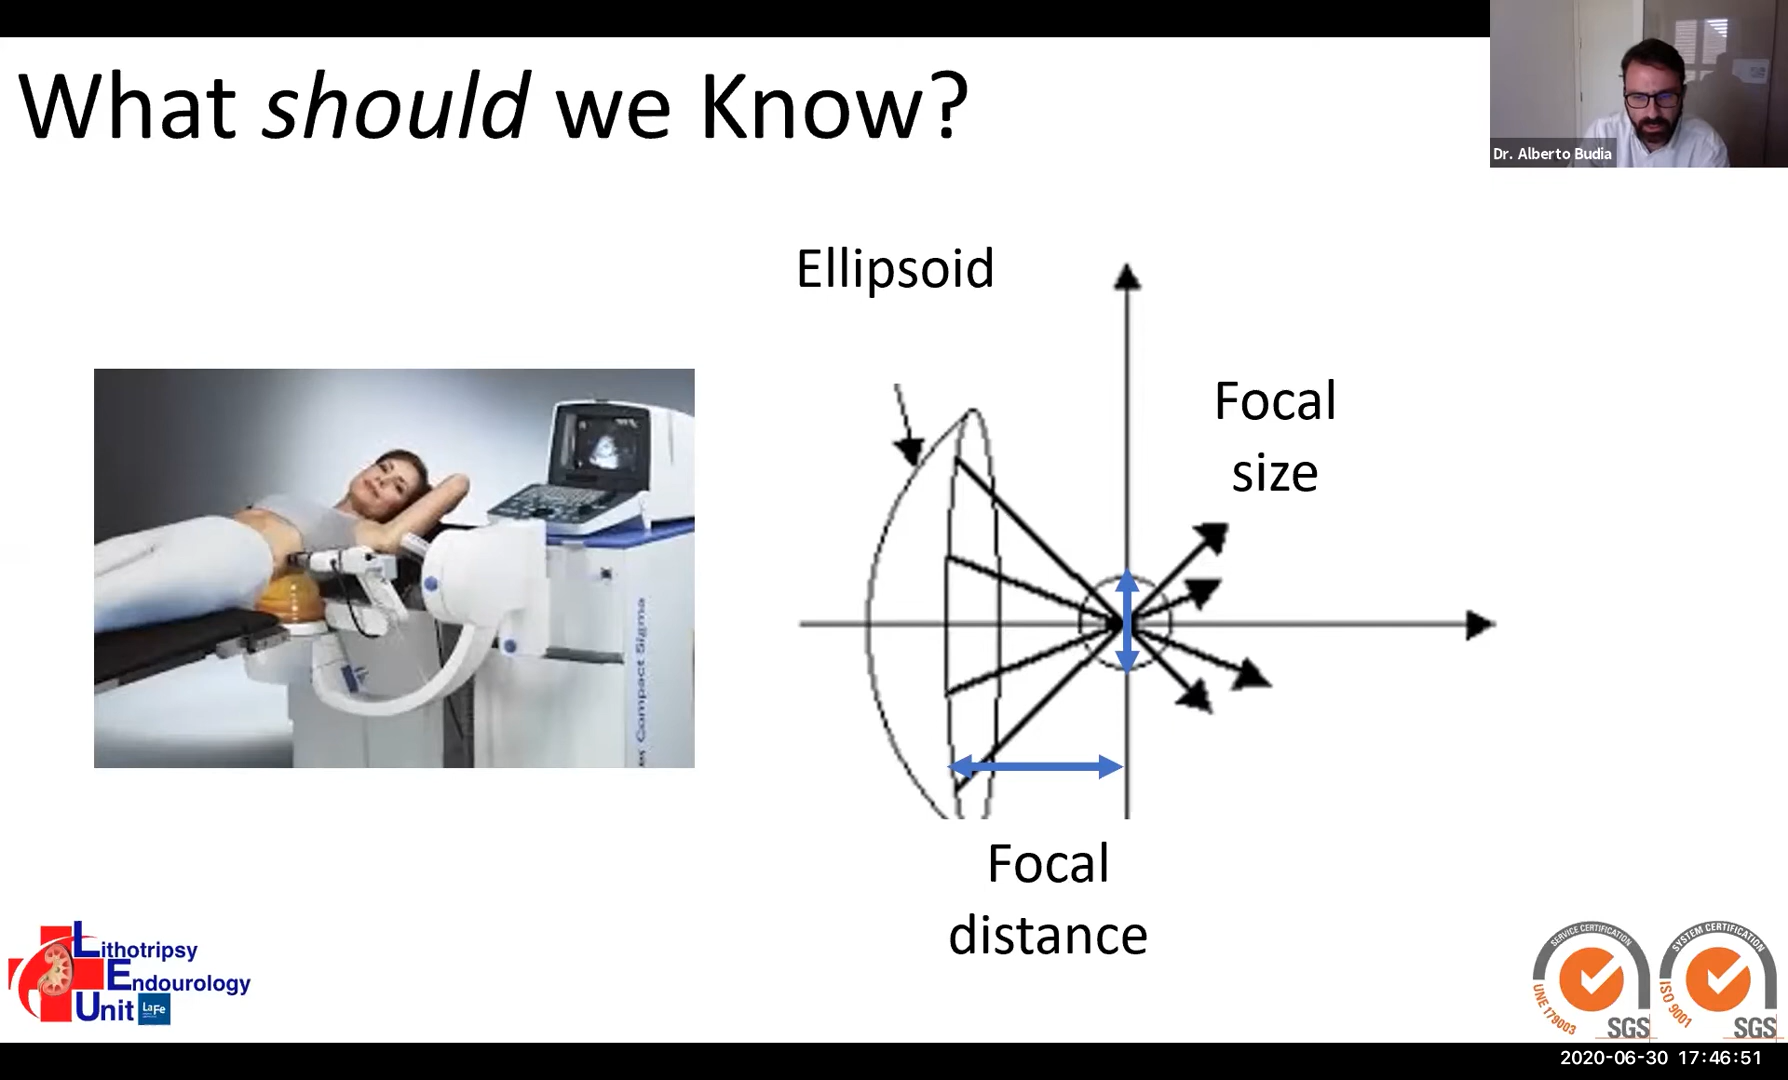 What should we Know?
Dr. Alberto Budia
Ellipsoid
Focal
size
Compact Sigma
Focal
distance
Lithotripsy
Endourology
Unit
LaFe
SERVICE CERTIFICATION
UNE 179003
SGS
SYSTEM CERTIFICATION
ISO 9001
SGS
2020-06-30 17:46:51